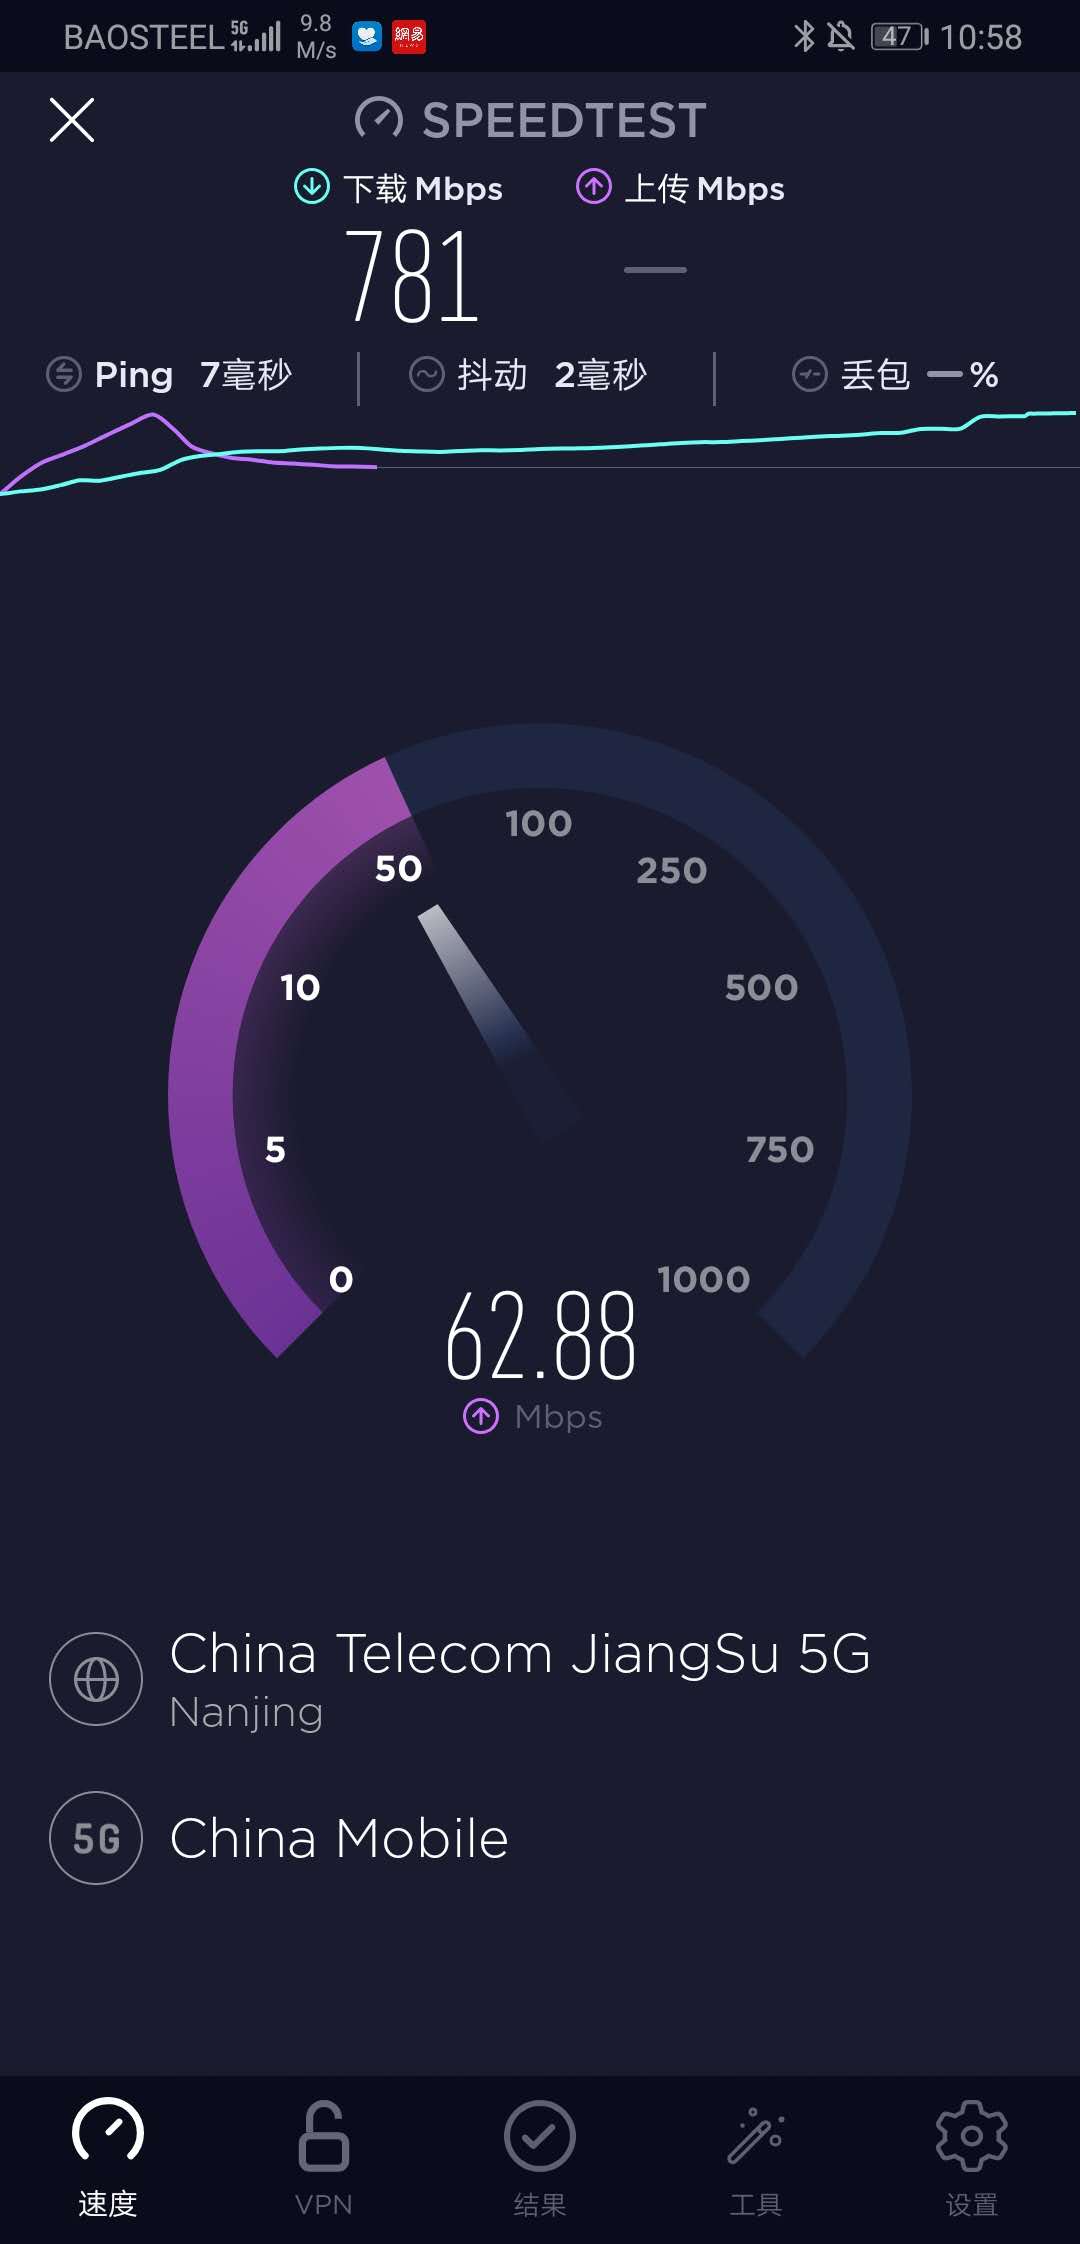 BAOSTEEL 5G 9.8 M/s 網易 47 10:58
SPEEDTEST
下载 Mbps 上传 Mbps
781 —
Ping 7毫秒 抖动 2毫秒 丢包 — %
100
50 250
10 500
5 750
0 1000
62.88
Mbps
China Telecom JiangSu 5G
Nanjing
5G China Mobile
速度 VPN 结果 工具 设置